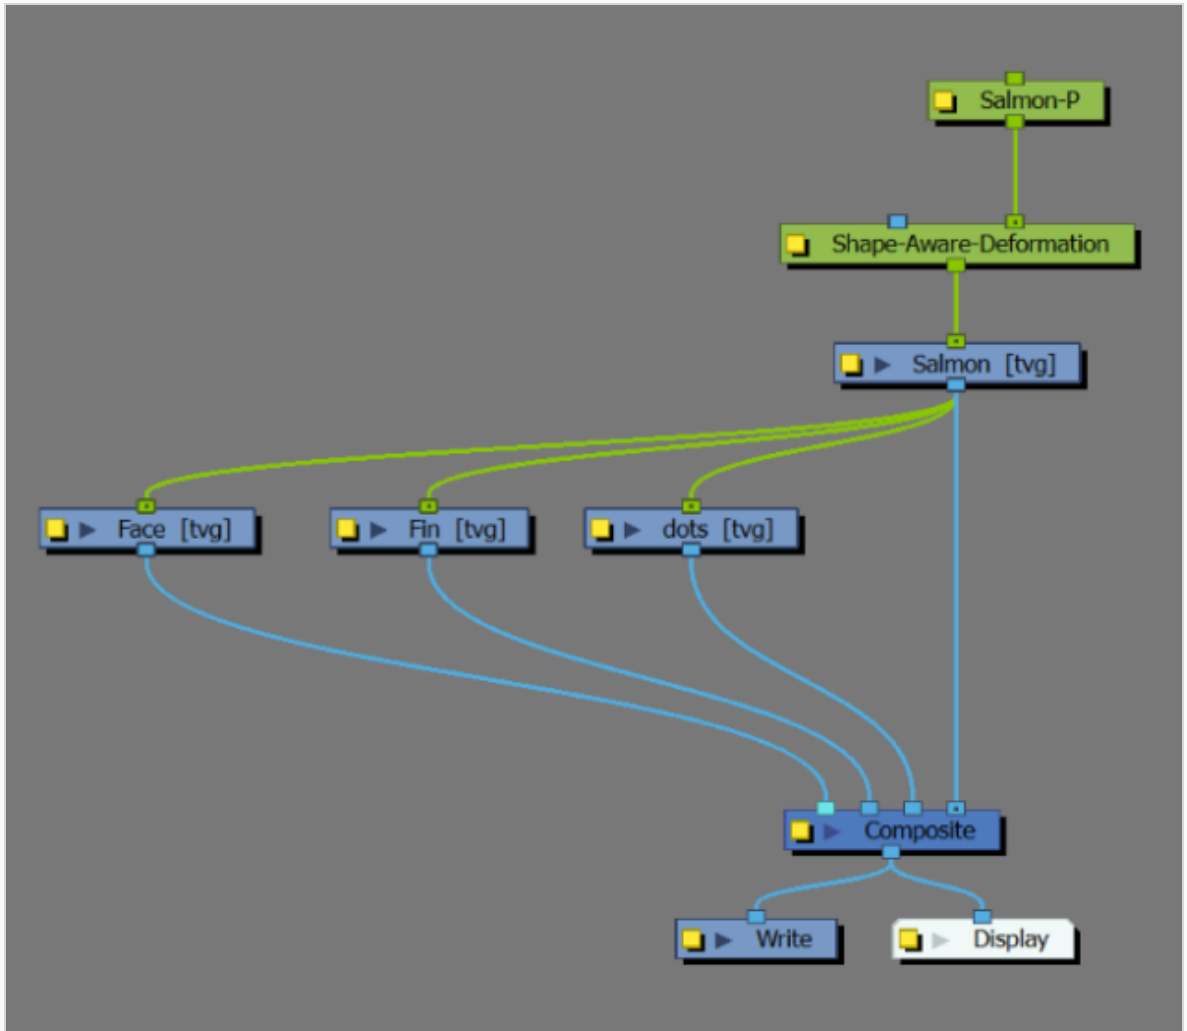 Salmon-P
Shape-Aware-Deformation
Salmon [tvg]
Face [tvg]
Fin [tvg]
dots [tvg]
Composite
Write
Display